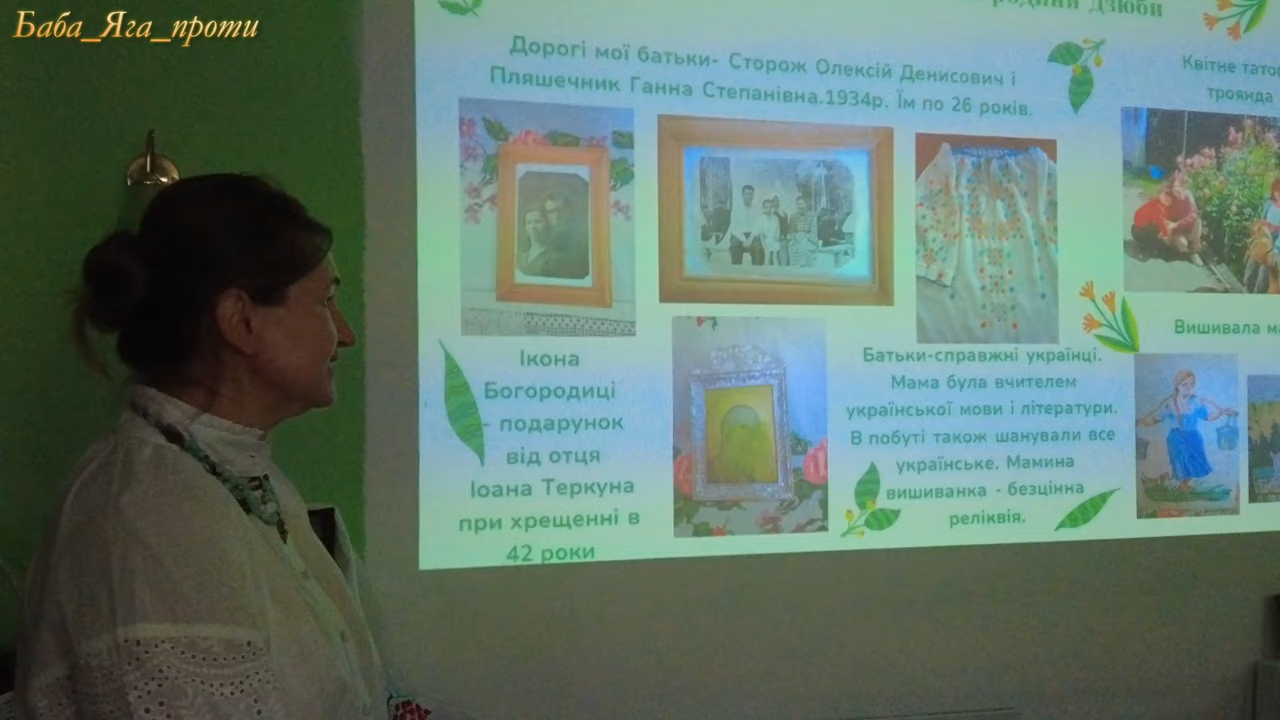 Баба_Яга_проти
родини Дзюби
Дорогі мої батьки- Сторож Олексій Денисович і
Пляшечник Ганна Степанівна.1934р. Їм по 26 років.
Квітне
троянда
Ікона
Богородиці
- подарунок
від отця
Іоана Теркуна
при хрещенні в
42 роки
Батьки-справжні українці.
Мама була вчителем
української мови і літератури.
В побуті також шанували все
українське. Мамина
вишиванка - безцінна
реліквія.
Вишивала